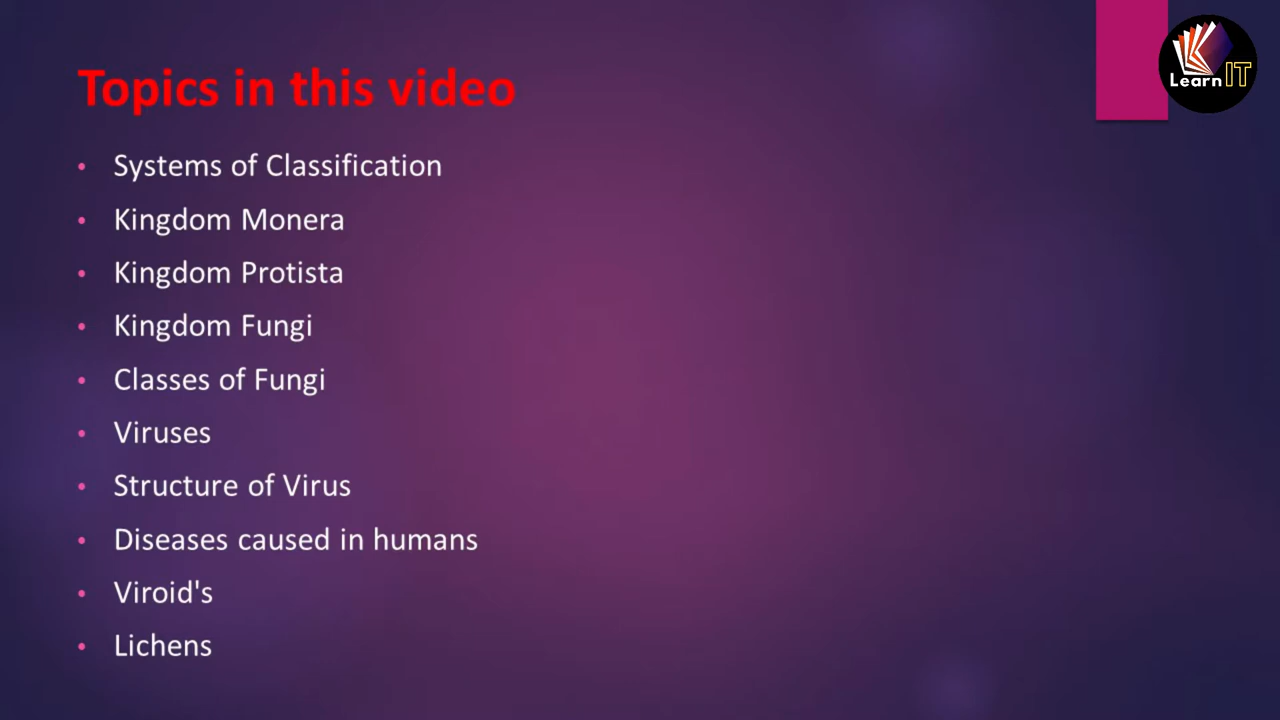 Topics in this video
Learn IT
• Systems of Classification
• Kingdom Monera
• Kingdom Protista
• Kingdom Fungi
• Classes of Fungi
• Viruses
• Structure of Virus
• Diseases caused in humans
• Viroid's
• Lichens